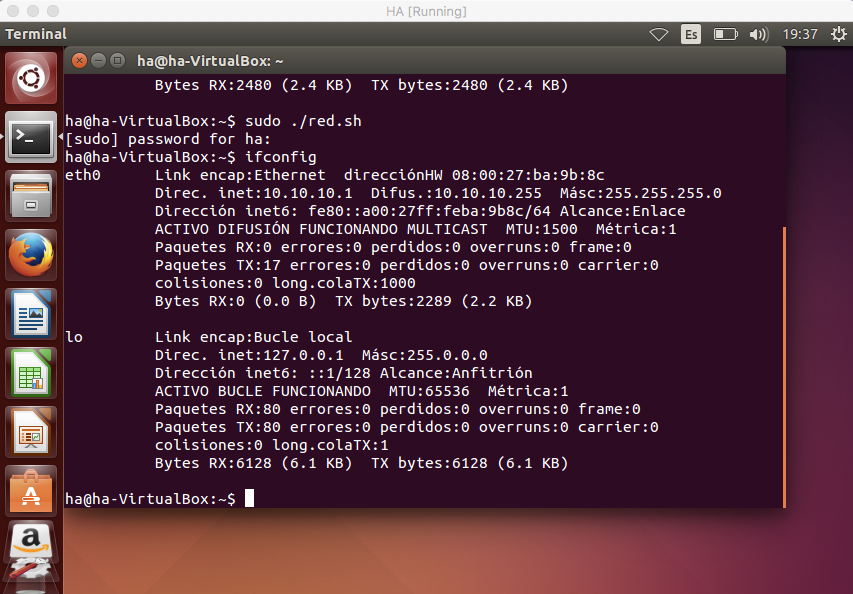 HA [Running]
Terminal
Es
19:37
ha@ha-VirtualBox: ~
Bytes RX:2480 (2.4 KB)  TX bytes:2480 (2.4 KB)
ha@ha-VirtualBox:~$ sudo ./red.sh
[sudo] password for ha:
ha@ha-VirtualBox:~$ ifconfig
eth0      Link encap:Ethernet  direcciónHW 08:00:27:ba:9b:8c
Direc. inet:10.10.10.1  Difus.:10.10.10.255  Másc:255.255.255.0
Dirección inet6: fe80::a00:27ff:feba:9b8c/64 Alcance:Enlace
ACTIVO DIFUSIÓN FUNCIONANDO MULTICAST  MTU:1500  Métrica:1
Paquetes RX:0 errores:0 perdidos:0 overruns:0 frame:0
Paquetes TX:17 errores:0 perdidos:0 overruns:0 carrier:0
colisiones:0 long.colaTX:1000
Bytes RX:0 (0.0 B)  TX bytes:2289 (2.2 KB)
lo        Link encap:Bucle local
Direc. inet:127.0.0.1  Másc:255.0.0.0
Dirección inet6: ::1/128 Alcance:Anfitrión
ACTIVO BUCLE FUNCIONANDO  MTU:65536  Métrica:1
Paquetes RX:80 errores:0 perdidos:0 overruns:0 frame:0
Paquetes TX:80 errores:0 perdidos:0 overruns:0 carrier:0
colisiones:0 long.colaTX:1
Bytes RX:6128 (6.1 KB)  TX bytes:6128 (6.1 KB)
ha@ha-VirtualBox:~$